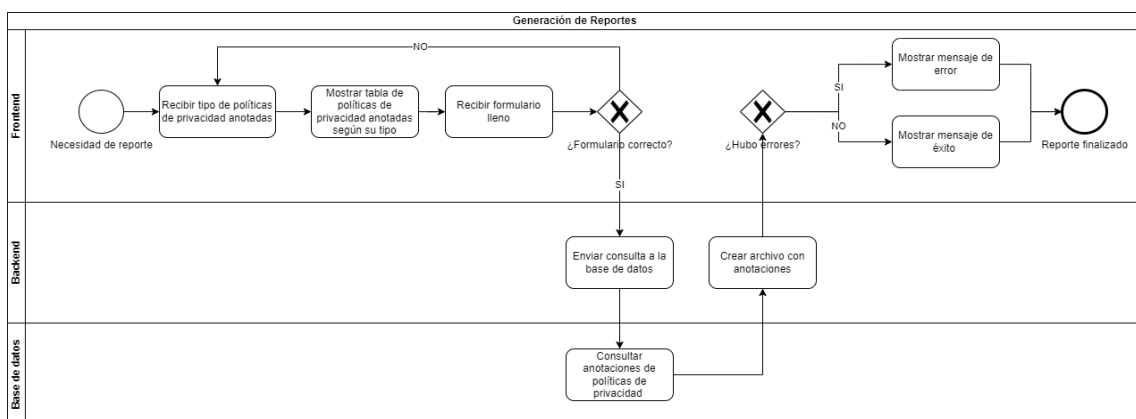 Generación de Reportes
Frontend
NO
Necesidad de reporte
Recibir tipo de políticas
de privacidad anotadas
Mostrar tabla de
políticas de
privacidad anotadas
según su tipo
Recibir formulario
lleno
¿Formulario correcto?
SI
¿Hubo errores?
SI
NO
Mostrar mensaje de
error
Mostrar mensaje de
éxito
Reporte finalizado
Backend
Enviar consulta a la
base de datos
Crear archivo con
anotaciones
Base de datos
Consultar
anotaciones de
políticas de
privacidad